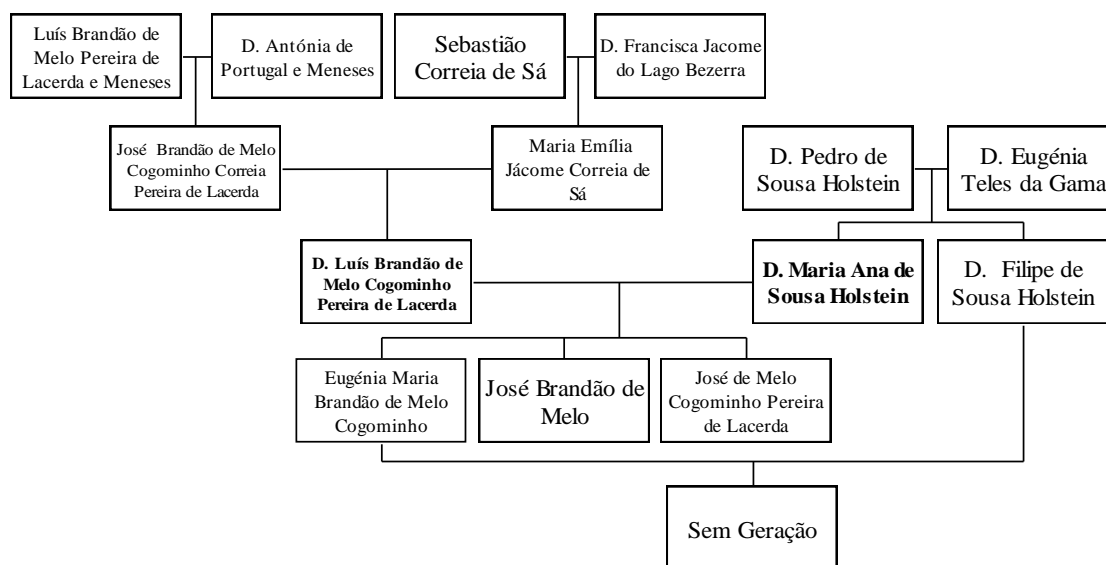 Luís Brandão de
Melo Pereira de
Lacerda e Meneses
D. Antónia de
Portugal e Meneses
Sebastião
Correia de Sá
D. Francisca Jacome
do Lago Bezerra
José Brandão de Melo
Cogominho Correia
Pereira de Lacerda
Maria Emília
Jácome Correia de
Sá
D. Pedro de
Sousa Holstein
D. Eugénia
Teles da Gama
D. Luís Brandão de
Melo Cogominho
Pereira de Lacerda
D. Maria Ana de
Sousa Holstein
D. Filipe de
Sousa Holstein
Eugénia Maria
Brandão de Melo
Cogominho
José Brandão de
Melo
José de Melo
Cogominho Pereira
de Lacerda
Sem Geração